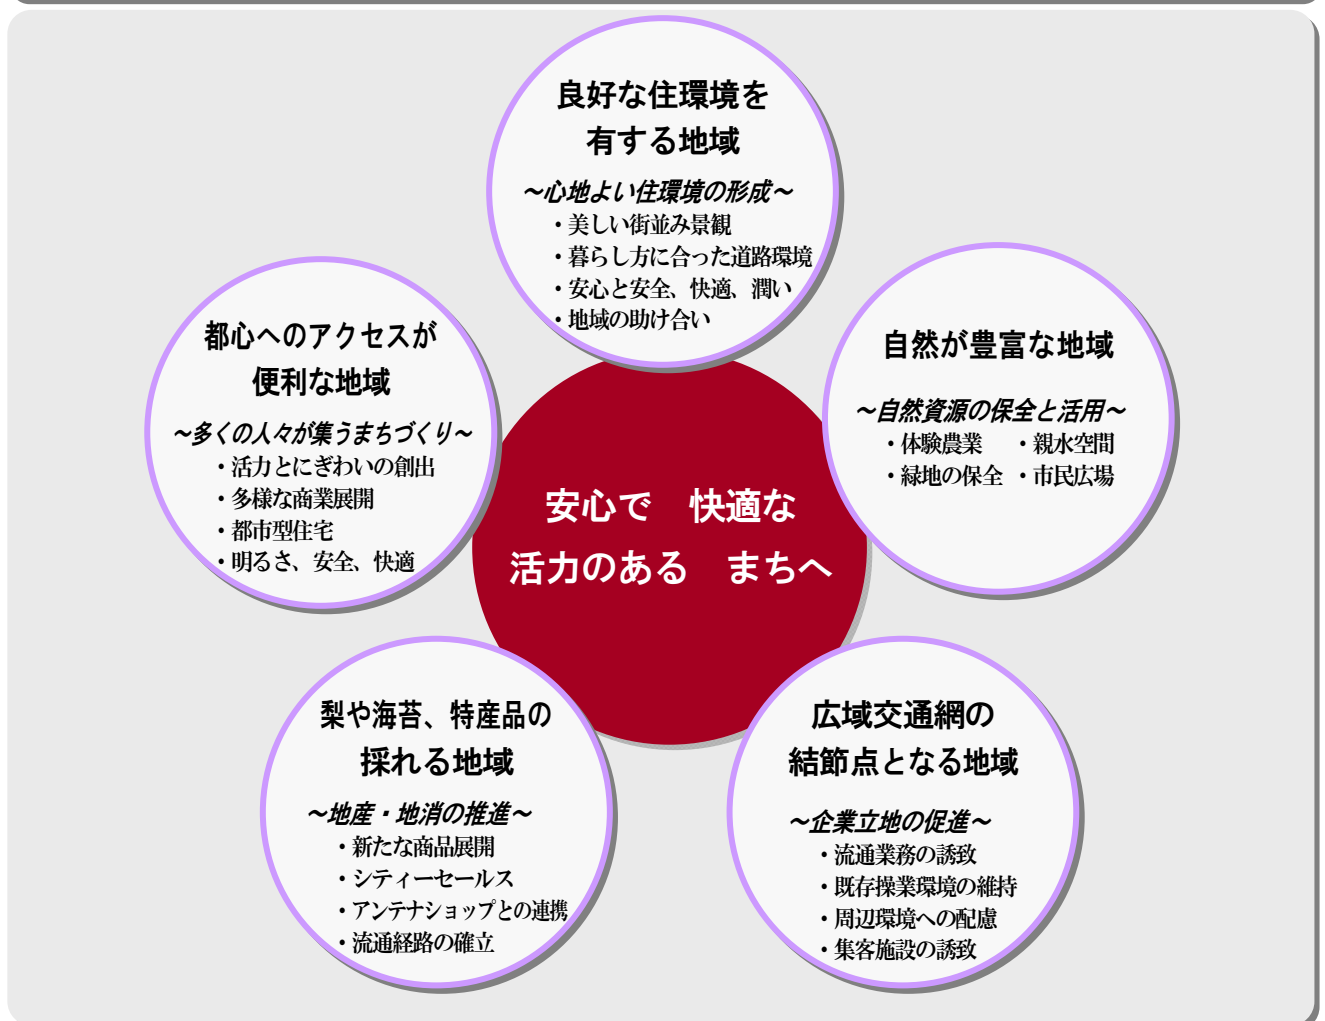 良好な住環境を
有する地域
~心地よい住環境の形成~
・美しい街並み景観
・暮らし方に合った道路環境
・安心と安全、快適、潤い
・地域の助け合い
都心へのアクセスが
便利な地域
~多くの人々が集うまちづくり~
・活力とにぎわいの創出
・多様な商業展開
・都市型住宅
・明るさ、安全、快適
自然が豊富な地域
~自然資源の保全と活用~
・体験農業 ・親水空間
・緑地の保全 ・市民広場
安心で 快適な
活力のある まちへ
梨や海苔、特産品の
採れる地域
~地産・地消の推進~
・新たな商品展開
・シティーセールス
・アンテナショップとの連携
・流通経路の確立
広域交通網の
結節点となる地域
~企業立地の促進~
・流通業務の誘致
・既存操業環境の維持
・周辺環境への配慮
・集客施設の誘致